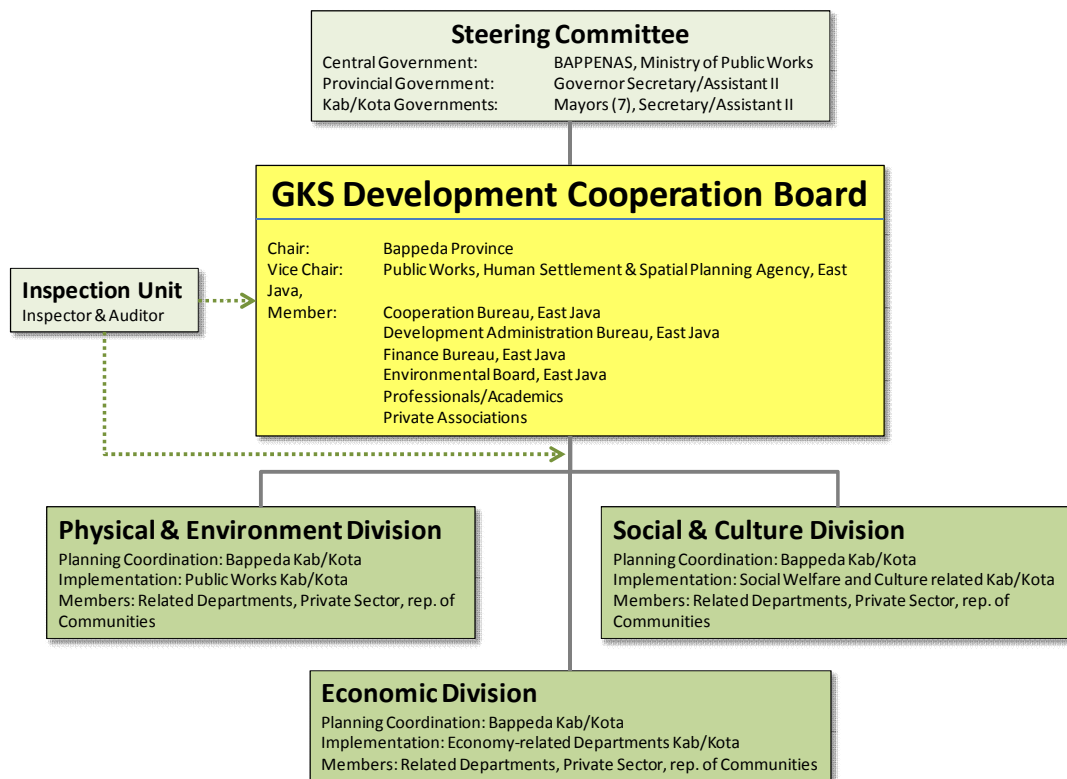 Steering Committee
Central Government: BAPPENAS, Ministry of Public Works
Provincial Government: Governor Secretary/Assistant II
Kab/Kota Governments: Mayors (7), Secretary/Assistant II
GKS Development Cooperation Board
Chair: Bappeda Province
Vice Chair: Public Works, Human Settlement & Spatial Planning Agency, East
Java,
Member: Cooperation Bureau, East Java
Development Administration Bureau, East Java
Finance Bureau, East Java
Environmental Board, East Java
Professionals/Academics
Private Associations
Inspection Unit
Inspector & Auditor
Physical & Environment Division
Planning Coordination: Bappeda Kab/Kota
Implementation: Public Works Kab/Kota
Members: Related Departments, Private Sector, rep. of
Communities
Social & Culture Division
Planning Coordination: Bappeda Kab/Kota
Implementation: Social Welfare and Culture related Kab/Kota
Members: Related Departments, Private Sector, rep. of
Communities
Economic Division
Planning Coordination: Bappeda Kab/Kota
Implementation: Economy-related Departments Kab/Kota
Members: Related Departments, Private Sector, rep. of Communities